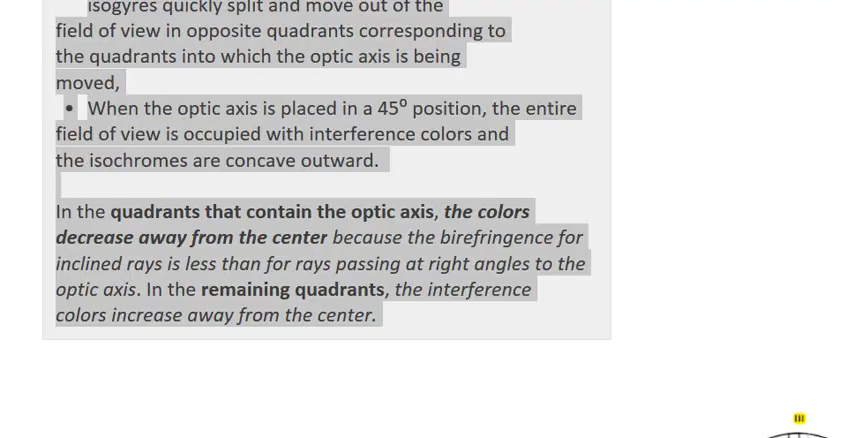 isogyres quickly split and move out of the
field of view in opposite quadrants corresponding to
the quadrants into which the optic axis is being
moved,
• When the optic axis is placed in a 45⁰ position, the entire
field of view is occupied with interference colors and
the isochromes are concave outward.
In the quadrants that contain the optic axis, the colors
decrease away from the center because the birefringence for
inclined rays is less than for rays passing at right angles to the
optic axis. In the remaining quadrants, the interference
colors increase away from the center.